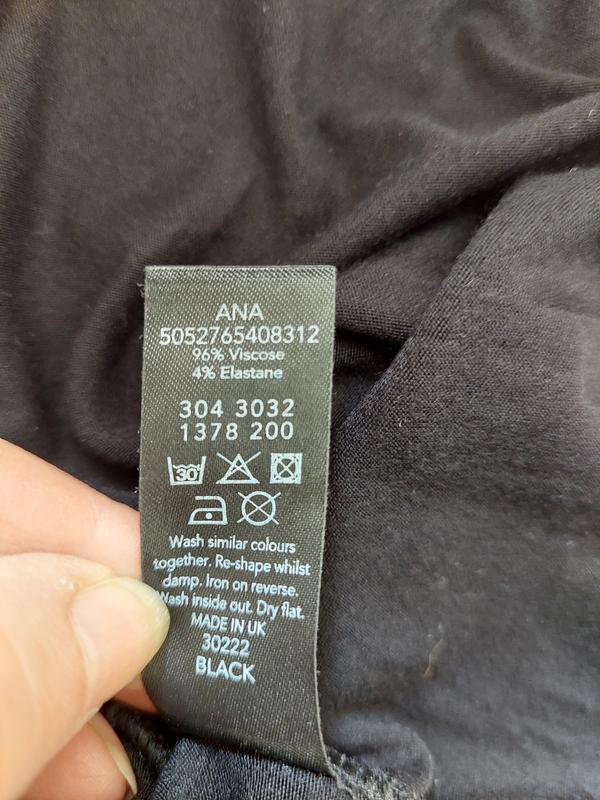 ANA
5052765408312
96% Viscose
4% Elastane
304 3032
1378 200
30
Wash similar colours
together. Re-shape whilst
damp. Iron on reverse.
Wash inside out. Dry flat.
MADE IN UK
30222
BLACK